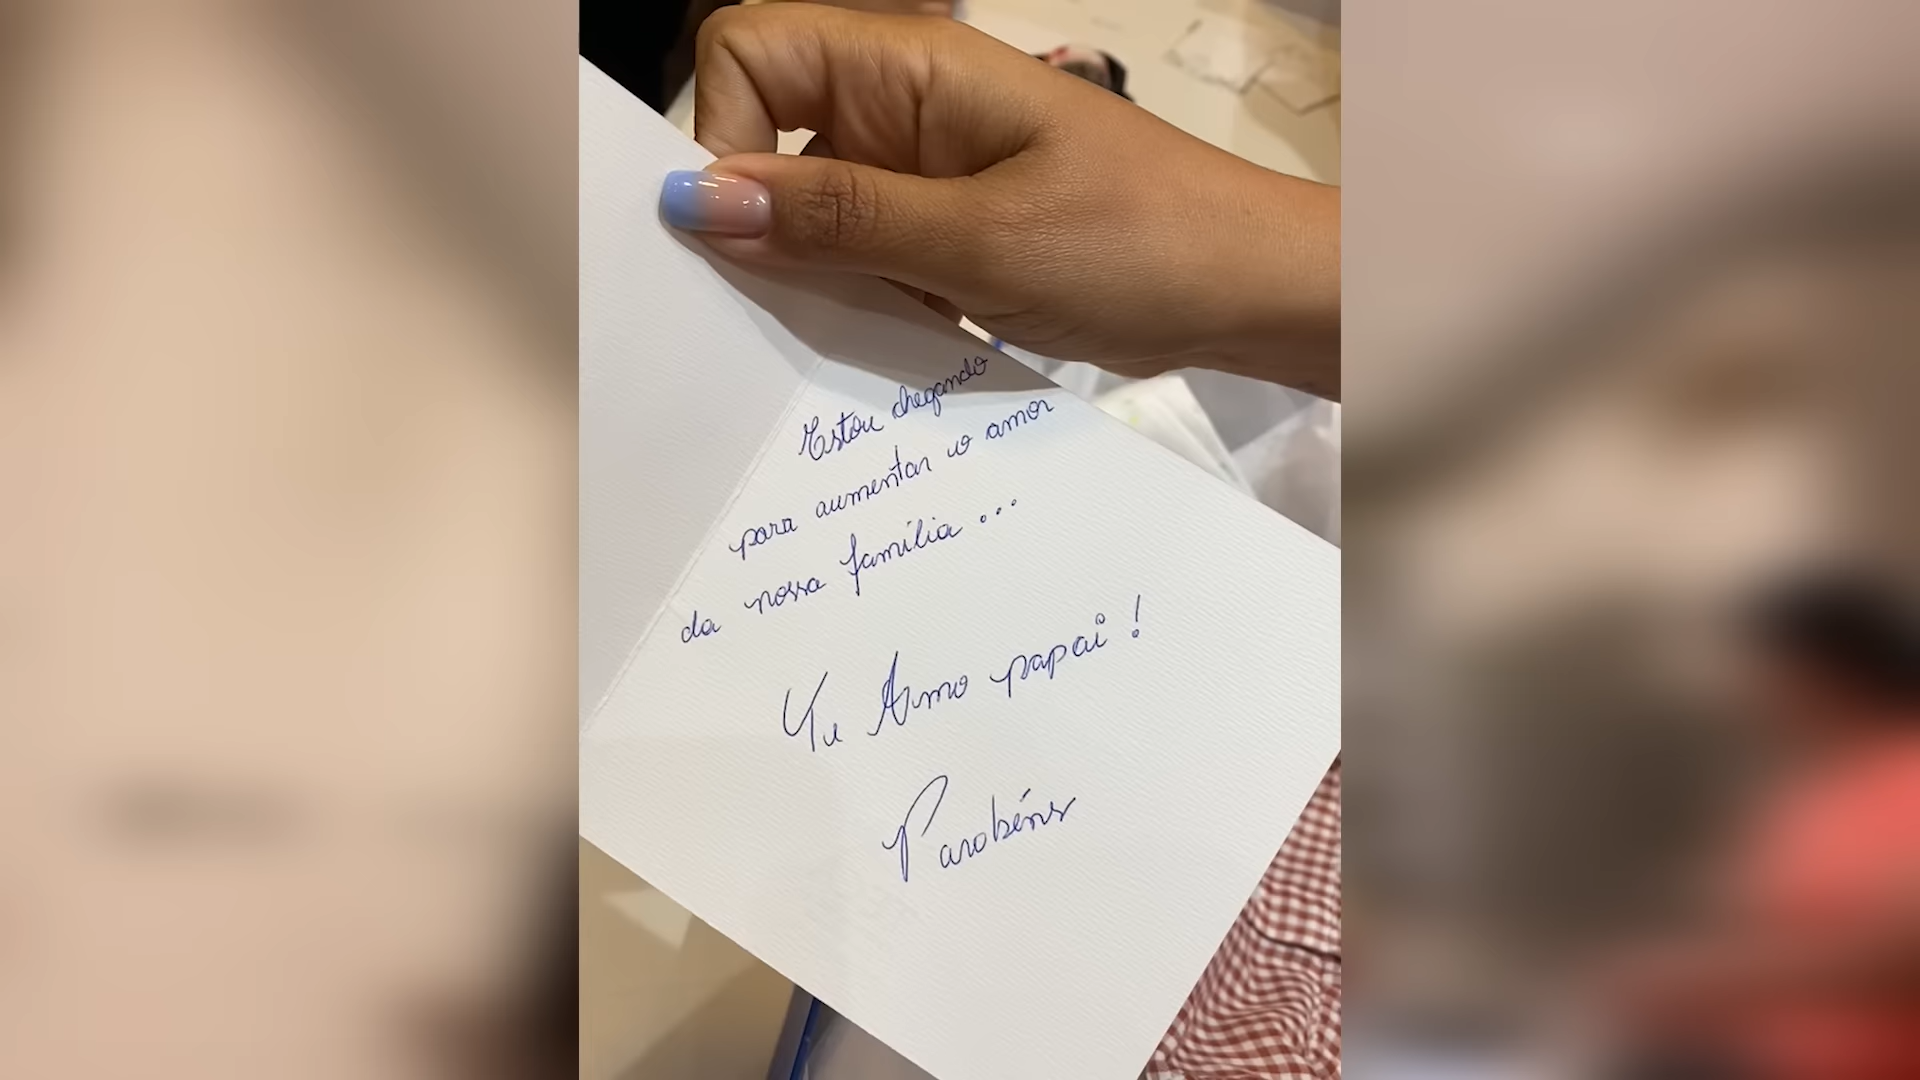 Estou chegando
para aumentar o amor
da nossa família...
Te Amo papai!
Parabéns